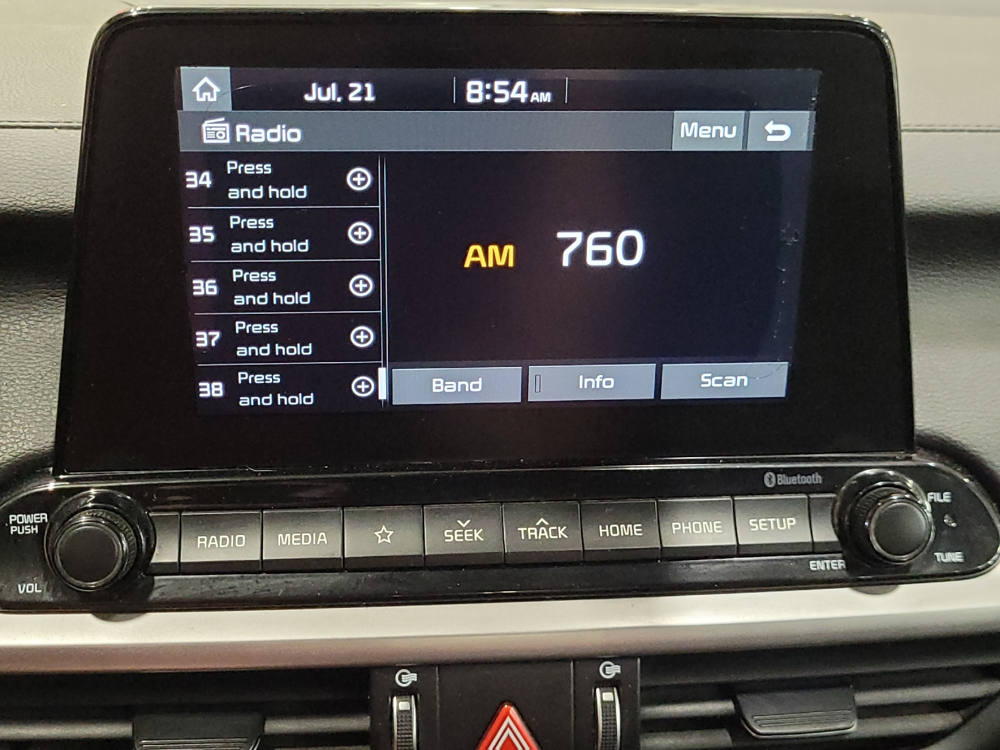 Jul. 21 8:54 AM
Radio Menu
34 Press
and hold
35 Press
and hold
36 Press
and hold
37 Press
and hold
38 Press
and hold
AM 760
Band Info Scan
Bluetooth
POWER
PUSH
VOL
RADIO MEDIA SEEK TRACK HOME PHONE SETUP
FILE
TUNE
ENTER